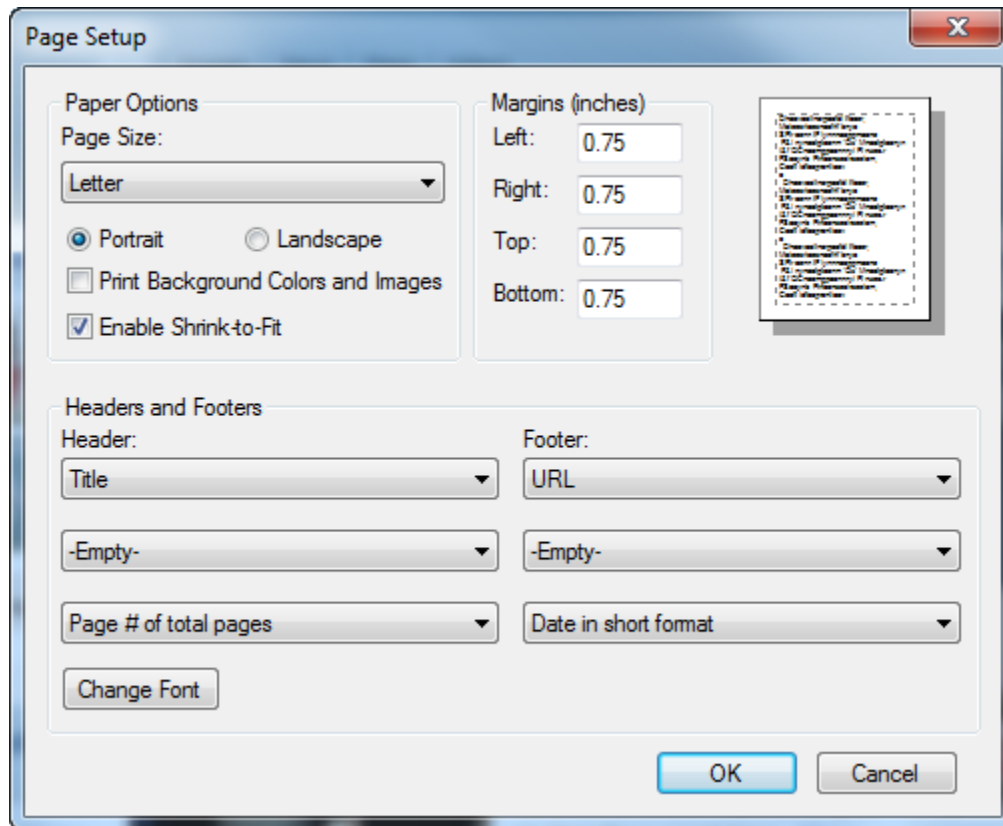 Page Setup
Paper Options
Page Size:
Letter
Portrait
Landscape
Print Background Colors and Images
Enable Shrink-to-Fit
Margins (inches)
Left: 0.75
Right: 0.75
Top: 0.75
Bottom: 0.75
Headers and Footers
Header:
Footer:
Title
URL
-Empty-
-Empty-
Page # of total pages
Date in short format
Change Font
OK
Cancel